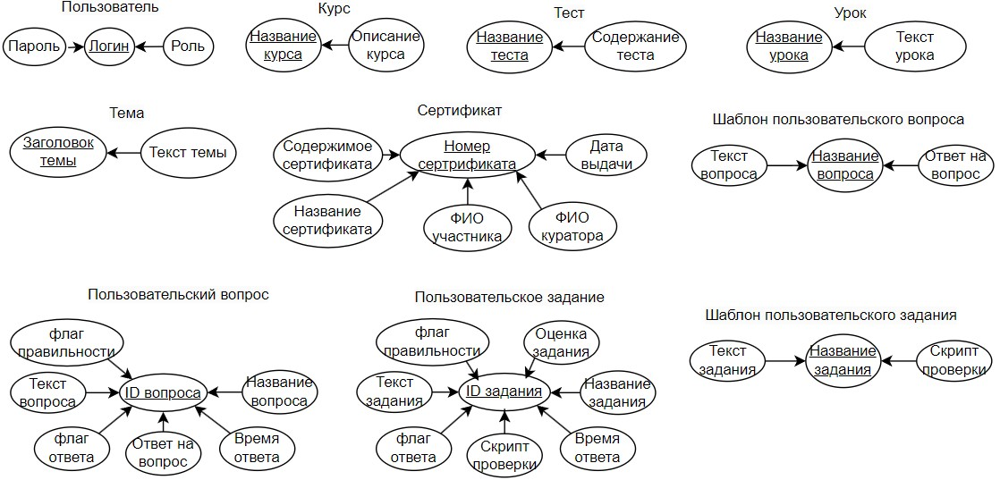 Пользователь
Пароль
Логин
Роль
Курс
Название
курса
Описание
курса
Тест
Название
теста
Содержание
теста
Урок
Название
урока
Текст
урока
Тема
Заголовок
темы
Текст темы
Сертификат
Содержимое
сертификата
Номер
сертрификата
Дата
выдачи
Название
сертификата
ФИО
участника
ФИО
куратора
Шаблон пользовательского вопроса
Текст
вопроса
Название
вопроса
Ответ на
вопрос
Пользовательский вопрос
флаг
правильности
Текст
вопроса
ID вопроса
Название
вопроса
флаг
ответа
Ответ на
вопрос
Время
ответа
Пользовательское задание
флаг
правильности
Оценка
задания
Текст
задания
ID задания
Название
задания
флаг
ответа
Скрипт
проверки
Время
ответа
Шаблон пользовательского задания
Текст
задания
Название
задания
Скрипт
проверки